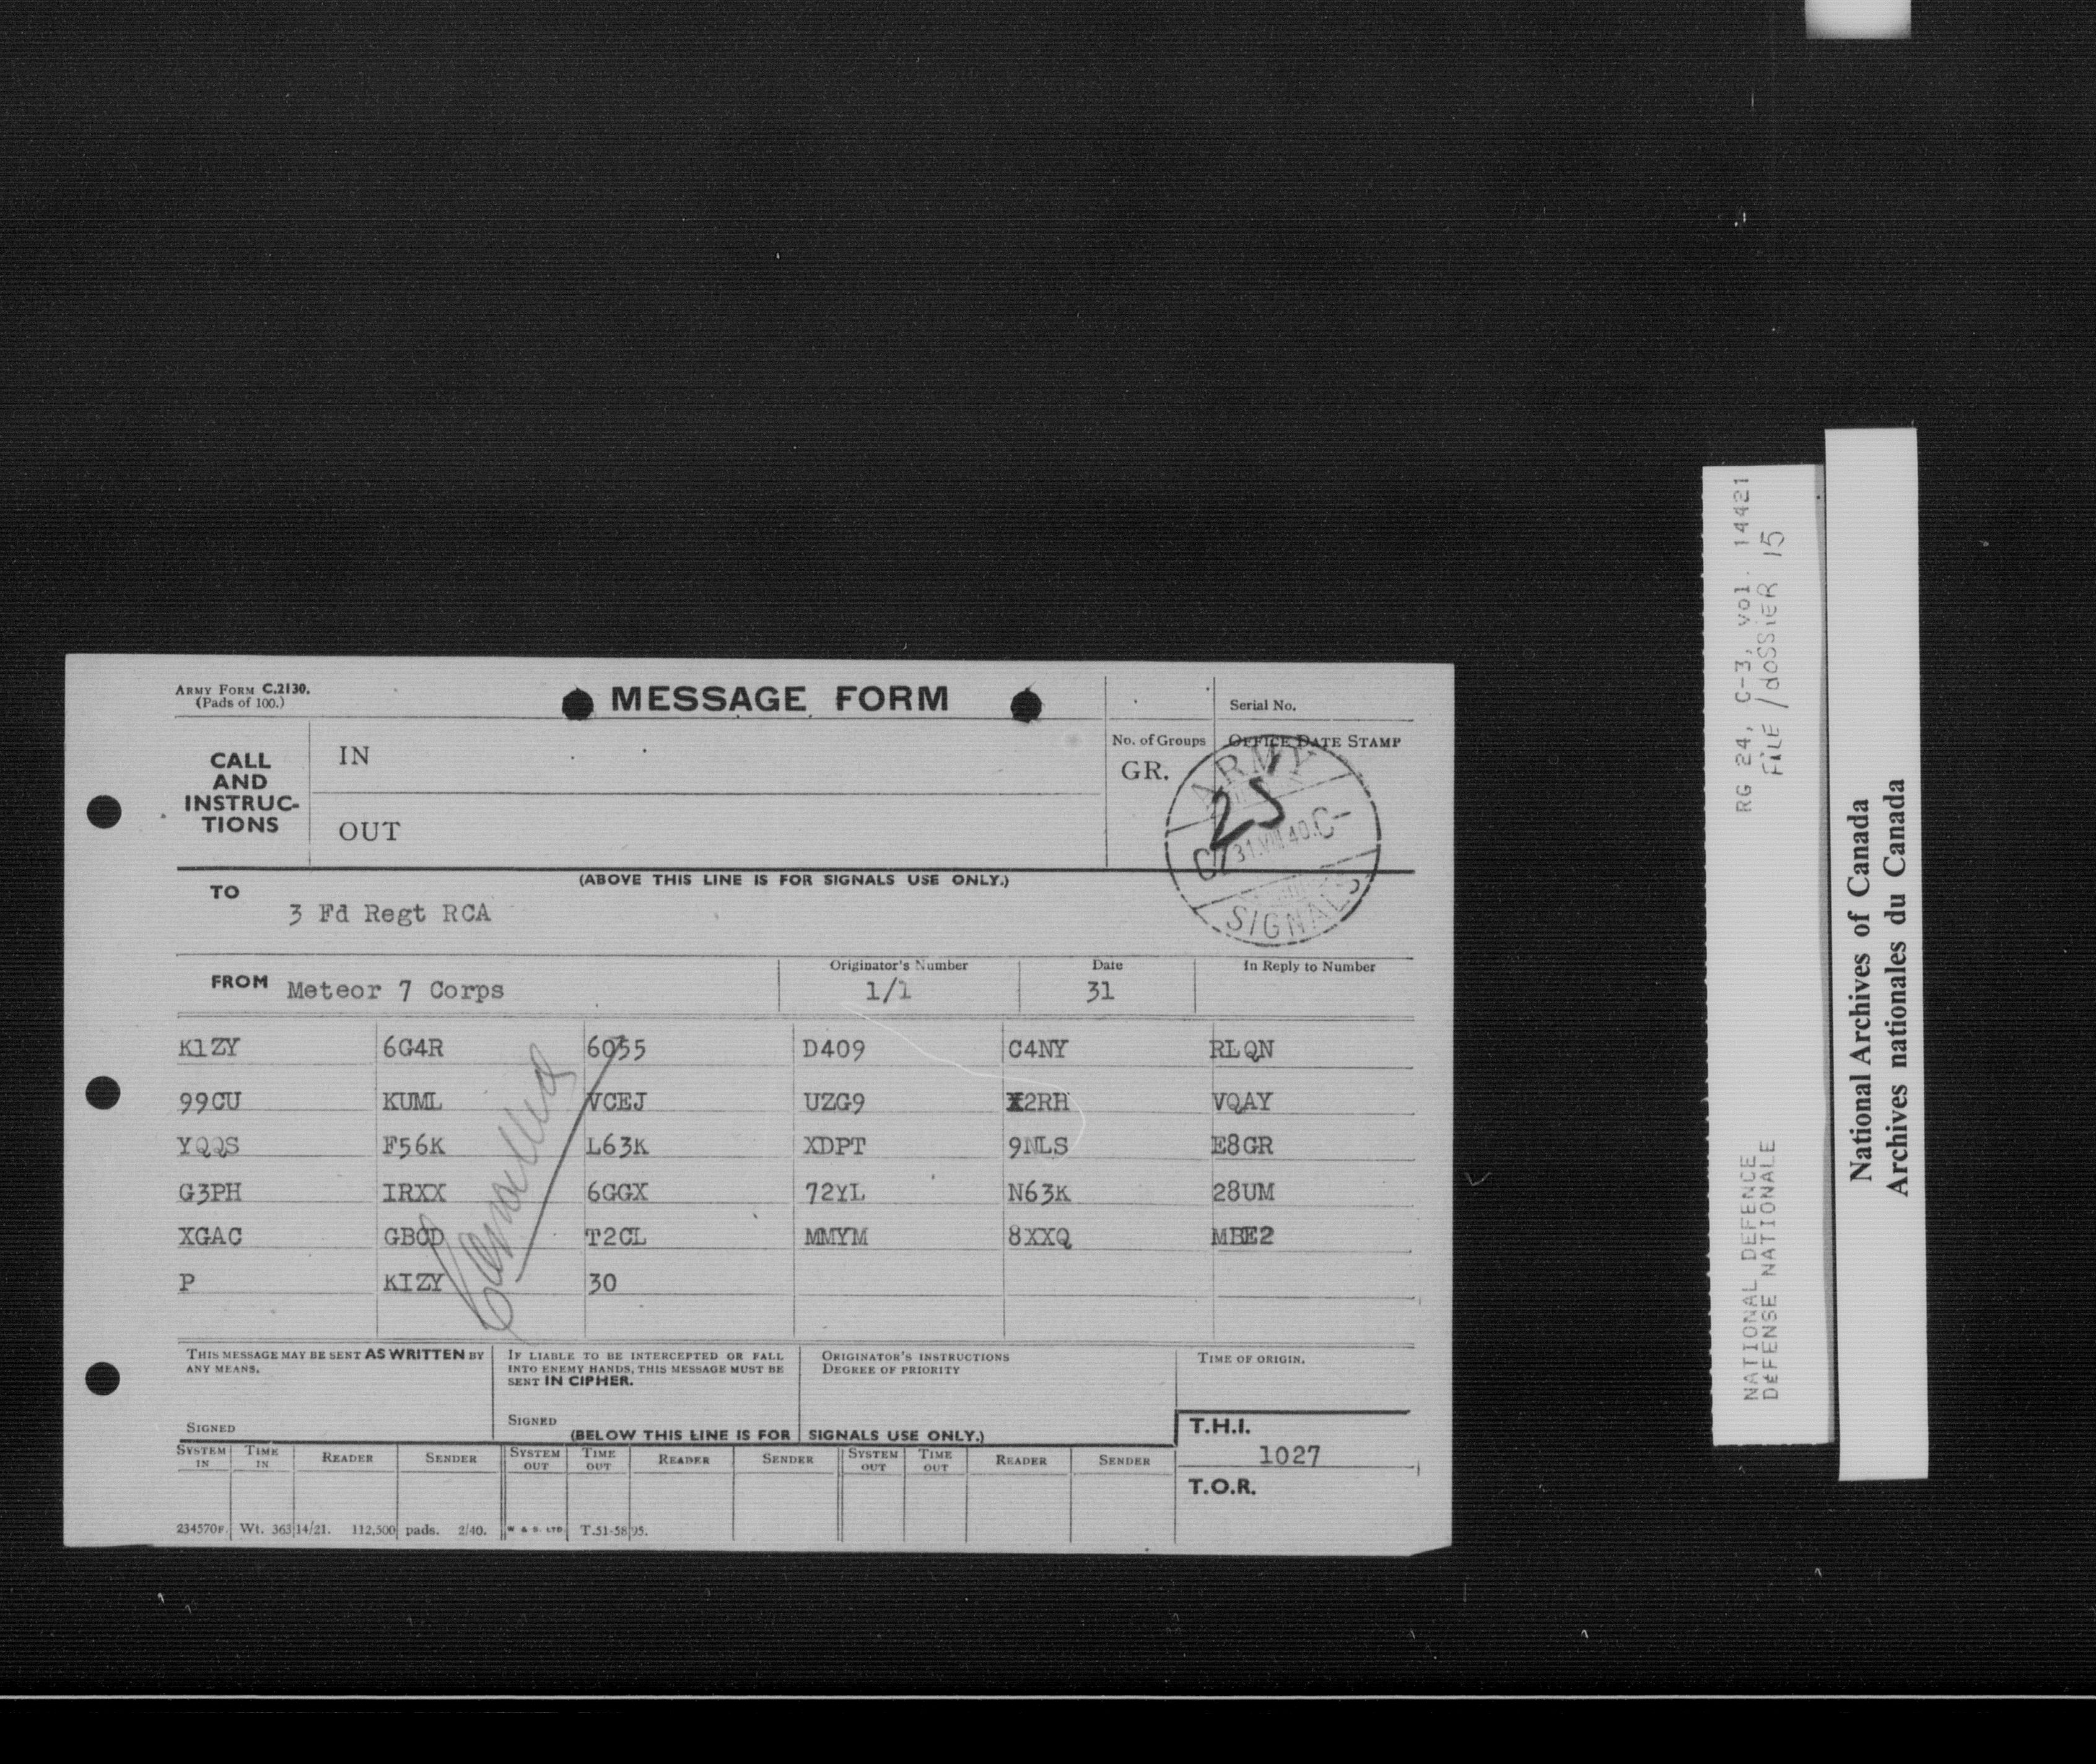 ARMY FORM C.2130.
(Pads of 100.)
MESSAGE FORM
Serial No.
CALL AND INSTRUC-TIONS
IN
OUT
No. of Groups
GR.
OFFICE DATE STAMP
ARMY
25
31.VIII.40.C-
SIGNALS
(ABOVE THIS LINE IS FOR SIGNALS USE ONLY.)
TO
3 Fd Regt RCA
FROM Meteor 7 Corps
Originator's Number
1/1
Date
31
In Reply to Number
K1ZY 6G4R 6055 D409 C4NY RLQN
99CU KUML VCEJ UZG9 X2RH VQAY
YQQS F56K L63K XDPT 9NLS E8GR
G3PH IRXX 6GGX 72YL N63K 28UM
XGAC GBCD T2CL MMYM 8XXQ MBE2
P KIZY 30
Cancelled
THIS MESSAGE MAY BE SENT AS WRITTEN BY ANY MEANS.
SIGNED
IF LIABLE TO BE INTERCEPTED OR FALL INTO ENEMY HANDS, THIS MESSAGE MUST BE SENT IN CIPHER.
SIGNED
ORIGINATOR'S INSTRUCTIONS
DEGREE OF PRIORITY
TIME OF ORIGIN.
(BELOW THIS LINE IS FOR SIGNALS USE ONLY.)
T.H.I.
1027
T.O.R.
SYSTEM IN TIME IN READER SENDER SYSTEM OUT TIME OUT READER SENDER SYSTEM OUT TIME OUT READER SENDER
234570F. Wt. 36314/21. 112,500 pads. 2/40. W & S. LTD. T.51-5895.
RG 24, C-3, vol. 14421
FILE/dOSSiER 15
NATIONAL DEFENCE
DÉFENSE NATIONALE
National Archives of Canada
Archives nationales du Canada